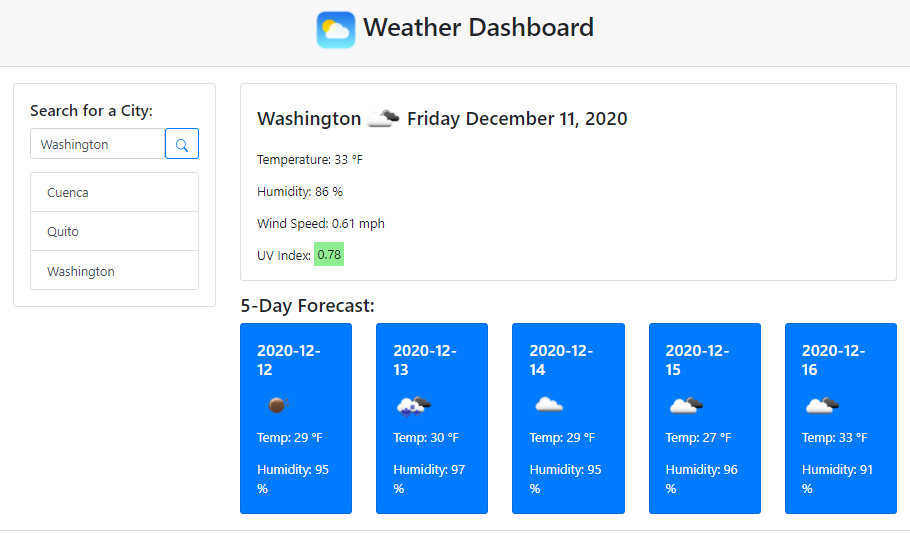 Weather Dashboard
Search for a City:
Washington
Cuenca
Quito
Washington
Washington Friday December 11, 2020
Temperature: 33 °F
Humidity: 86 %
Wind Speed: 0.61 mph
UV Index: 0.78
5-Day Forecast:
2020-12-
12
Temp: 29 °F
Humidity: 95
%
2020-12-
13
Temp: 30 °F
Humidity: 97
%
2020-12-
14
Temp: 29 °F
Humidity: 95
%
2020-12-
15
Temp: 27 °F
Humidity: 96
%
2020-12-
16
Temp: 33 °F
Humidity: 91
%